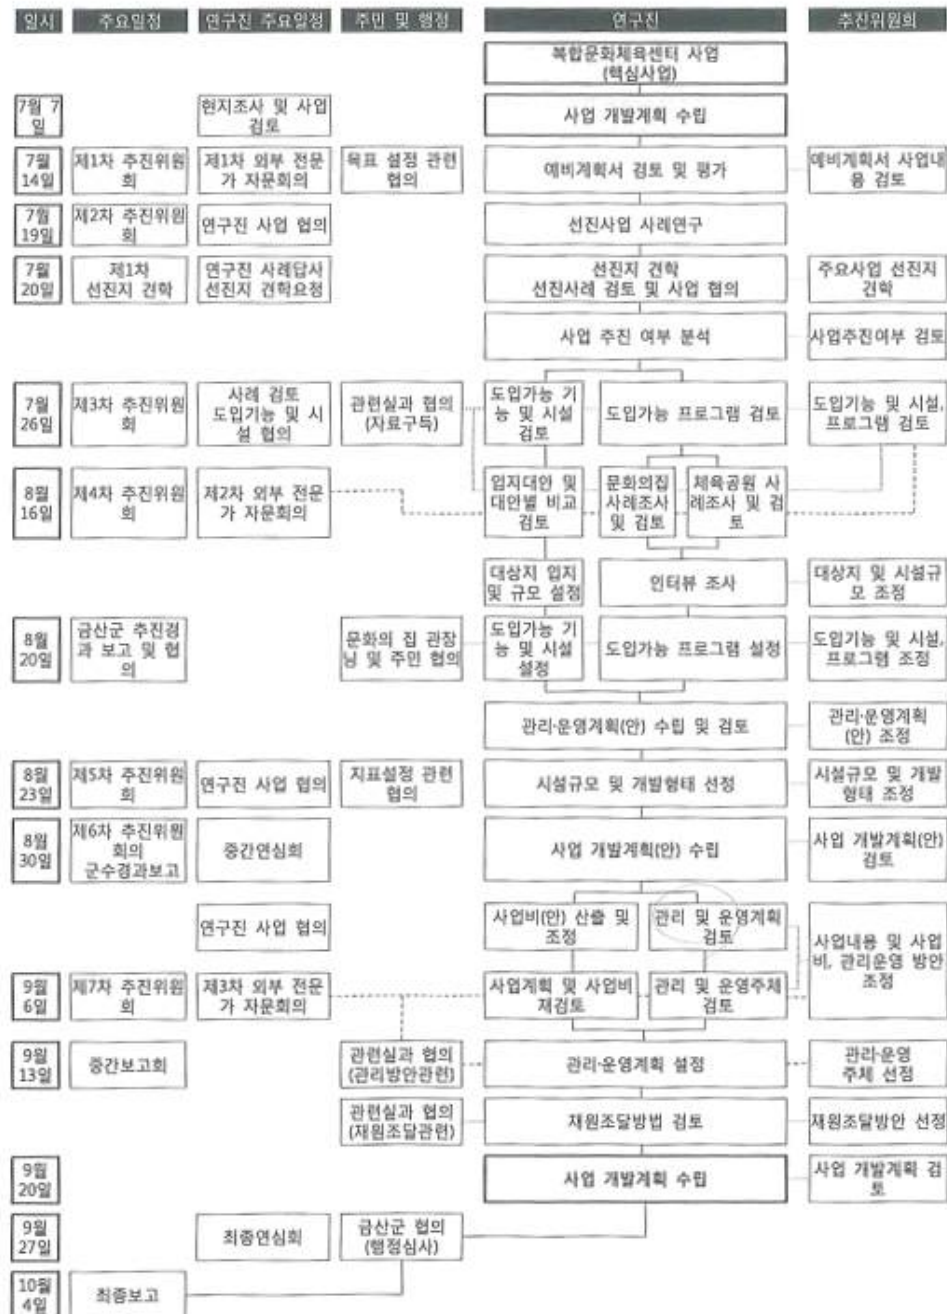 일시
주요일정
연구진 주요일정
주민 및 행정
연구진
추진위원회
복합문화체육센터 사업
(핵심사업)
7월 7
일
현지조사 및 사업
검토
사업 개발계획 수립
7월
14일
제1차 추진위원
회
제1차 외부 전문
가 자문회의
목표 설정 관련
협의
예비계획서 검토 및 평가
예비계획서 사업내
용 검토
7월
19일
제2차 추진위원
회
연구진 사업 협의
선진사업 사례연구
7월
20일
제1차
선진지 견학
연구진 사례답사
선진지 견학요청
선진지 견학
선진사례 검토 및 사업 협의
주요사업 선진지
견학
사업 추진 여부 분석
사업추진여부 검토
7월
26일
제3차 추진위원
회
사례 검토
도입기능 및 시
설 협의
관련실과 협의
(자료구득)
도입가능 기
능 및 시설
검토
도입가능 프로그램 검토
도입기능 및 시설,
프로그램 검토
8월
16일
제4차 추진위원
회
제2차 외부 전문
가 자문회의
입지대안 및
대안별 비교
검토
문화의집
사례조사
및 검토
체육공원 사
례조사 및 검
토
대상지 입지
및 규모 설정
인터뷰 조사
대상지 및 시설규
모 조정
8월
20일
금산군 추진경
과 보고 및 협
의
문화의 집 관장
님 및 주민 협의
도입가능 기
능 및 시설
설정
도입가능 프로그램 설정
도입기능 및 시설,
프로그램 조정
관리·운영계획(안) 수립 및 검토
관리·운영계획
(안) 조정
8월
23일
제5차 추진위원
회
연구진 사업 협의
지표설정 관련
협의
시설규모 및 개발형태 선정
시설규모 및 개발
형태 조정
8월
30일
제6차 추진위원
회의
군수경과보고
중간연심회
사업 개발계획(안) 수립
사업 개발계획(안)
검토
연구진 사업 협의
사업비(안) 산출 및
조정
관리 및 운영계획
검토
사업내용 및 사업
비, 관리운영 방안
조정
9월
6일
제7차 추진위원
회
제3차 외부 전문
가 자문회의
사업계획 및 사업비
재검토
관리 및 운영주체
검토
9월
13일
중간보고회
관련실과 협의
(관리방안관련)
관리·운영계획 설정
관리·운영
주체 선정
관련실과 협의
(재원조달관련)
재원조달방법 검토
재원조달방안 선정
9월
20일
사업 개발계획 수립
사업 개발계획 검
토
9월
27일
최종연심회
금산군 협의
(행정심사)
10월
4일
최종보고